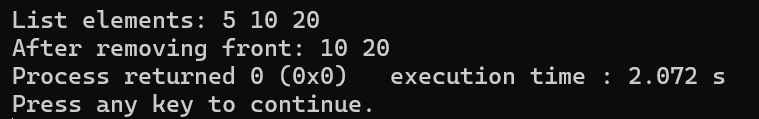 List elements: 5 10 20
After removing front: 10 20
Process returned 0 (0x0)   execution time : 2.072 s
Press any key to continue.